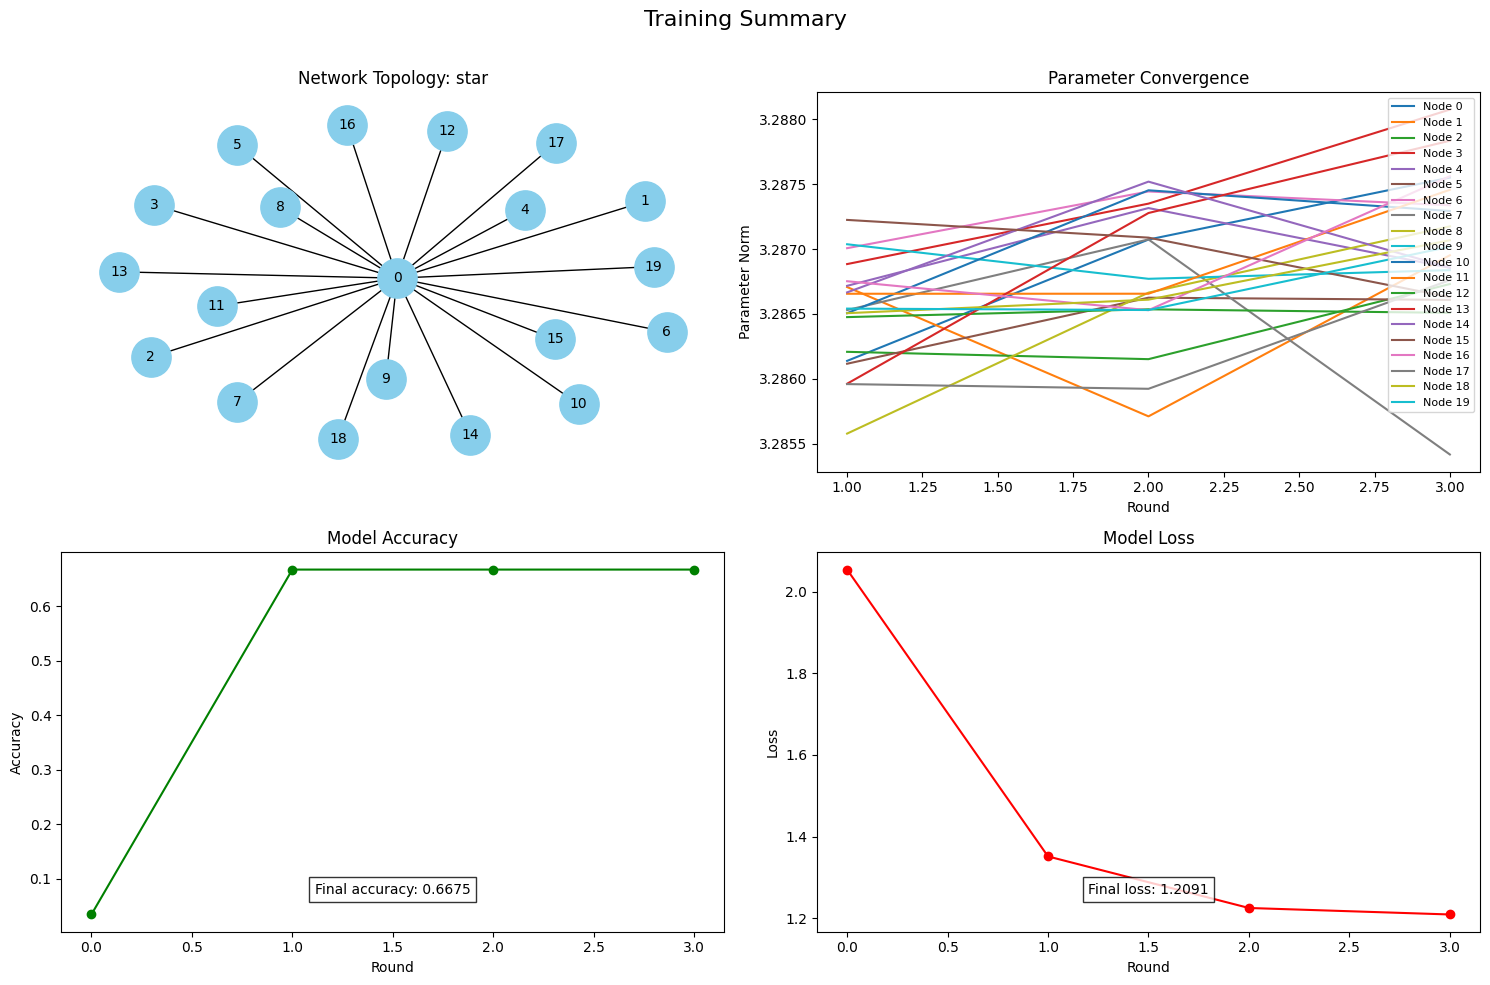 Training Summary
Network Topology: star
16
12
5
17
3
8
4
1
13
0
19
11
6
2
15
9
7
10
18
14
Parameter Convergence
Parameter Norm
3.2880
3.2875
3.2870
3.2865
3.2860
3.2855
1.00 1.25 1.50 1.75 2.00 2.25 2.50 2.75 3.00
Round
Node 0
Node 1
Node 2
Node 3
Node 4
Node 5
Node 6
Node 7
Node 8
Node 9
Node 10
Node 11
Node 12
Node 13
Node 14
Node 15
Node 16
Node 17
Node 18
Node 19
Model Accuracy
Accuracy
0.6
0.5
0.4
0.3
0.2
0.1
Final accuracy: 0.6675
0.0 0.5 1.0 1.5 2.0 2.5 3.0
Round
Model Loss
Loss
2.0
1.8
1.6
1.4
1.2
Final loss: 1.2091
0.0 0.5 1.0 1.5 2.0 2.5 3.0
Round